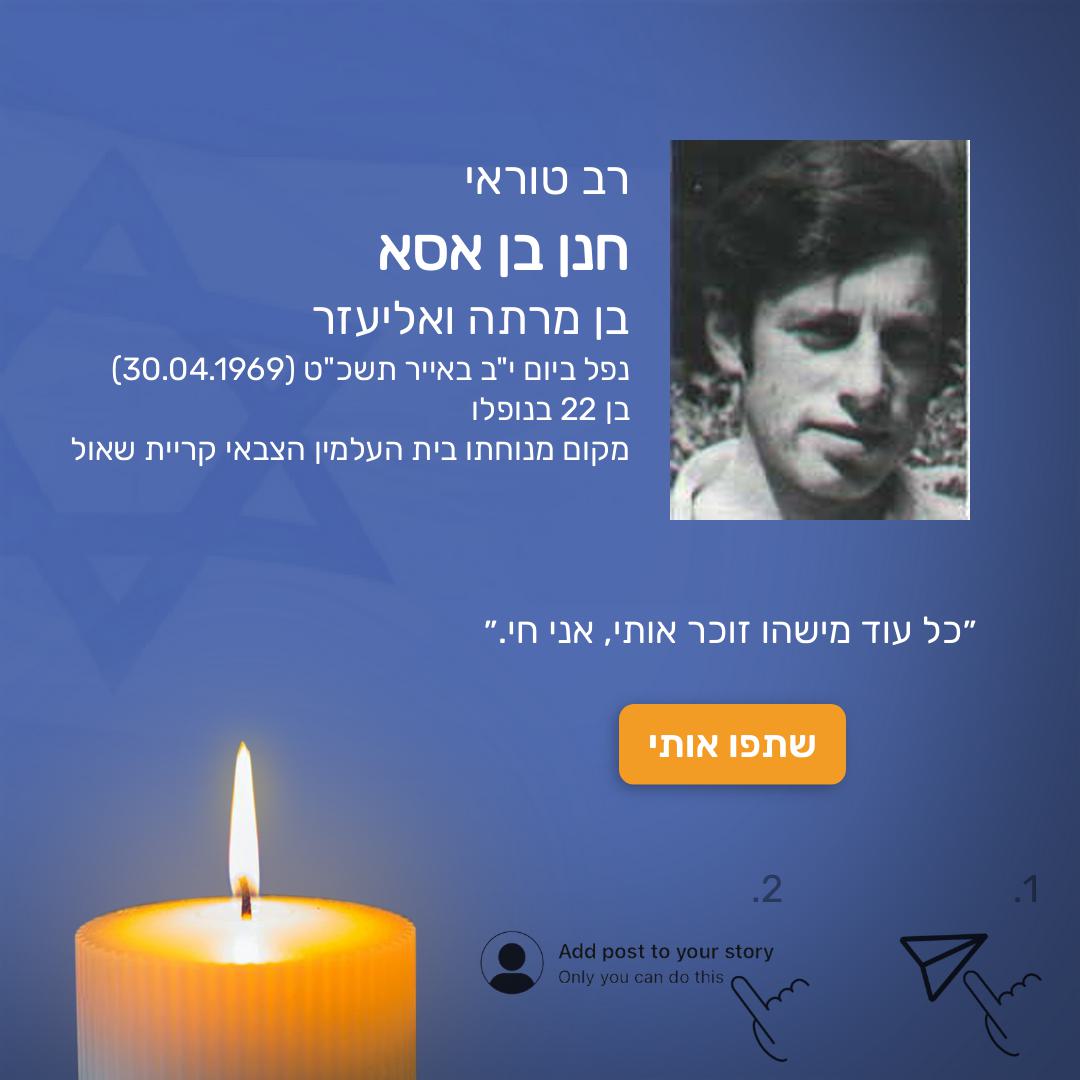 רב טוראי
חנן בן אסא
בן מרתה ואליעזר
נפל ביום י"ב באייר תשכ"ט (30.04.1969)
בן 22 בנופלו
מקום מנוחתו בית העלמין הצבאי קריית שאול
״כל עוד מישהו זוכר אותי, אני חי.״
שתפו אותי
1.
2.
Add post to your story
Only you can do this